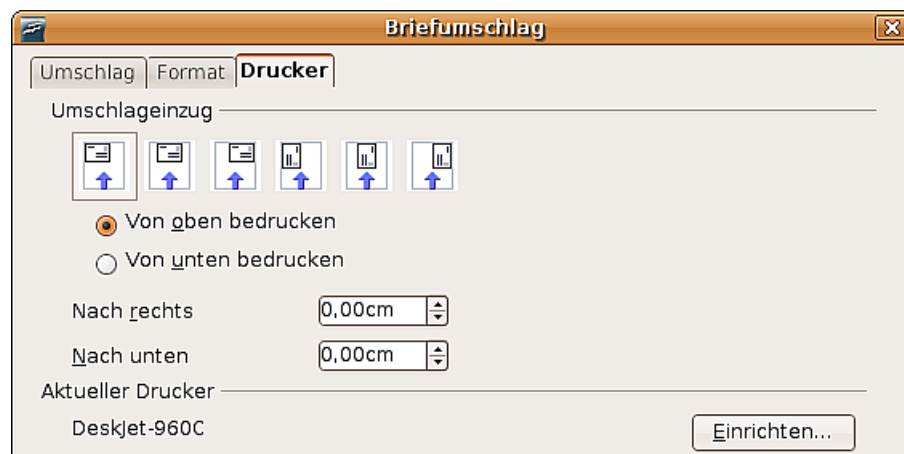 Briefumschlag
Umschlag Format Drucker
Umschlageinzug
Von oben bedrucken
Von unten bedrucken
Nach rechts 0,00cm
Nach unten 0,00cm
Aktueller Drucker
DeskJet-960C Einrichten...